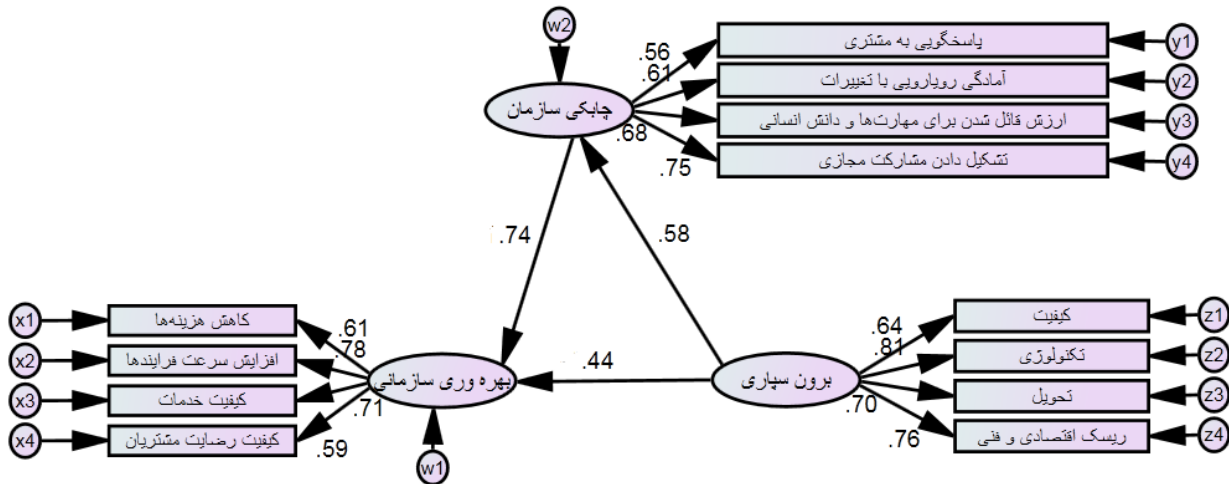 w2
.56
پاسخگویی به مشتری
y1
.61
آمادگی رویارویی با تغییرات
y2
چابکی سازمان
.68
ارزش قائل شدن برای مهارت‌ها و دانش انسانی
y3
.75
تشکیل دادن مشارکت مجازی
y4
.74
.58
x1
کاهش هزینه‌ها
.61
.64
کیفیت
z1
x2
افزایش سرعت فرایندها
.78
.81
تکنولوژی
z2
بهره وری سازمانی
.44
برون سپاری
x3
کیفیت خدمات
.71
.70
تحویل
z3
x4
کیفیت رضایت مشتریان
.59
.76
ریسک اقتصادی و فنی
z4
w1